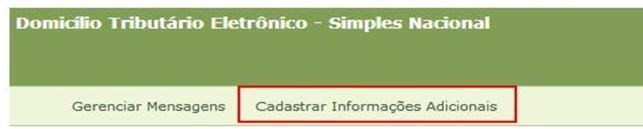 Domicílio Tributário Eletrônico - Simples Nacional
Gerenciar Mensagens Cadastrar Informações Adicionais